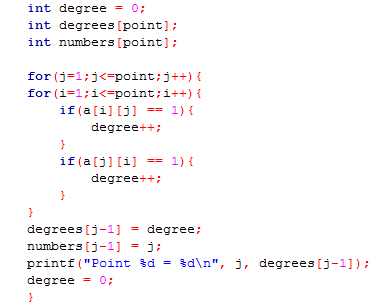 int degree = 0;
int degrees[point];
int numbers[point];

for(j=1;j<=point;j++){
for(i=1;i<=point;i++){
    if(a[i][j] == 1){
        degree++;
    }
    if(a[j][i] == 1){
        degree++;
    }
}
degrees[j-1] = degree;
numbers[j-1] = j;
printf("Point %d = %d\n", j, degrees[j-1]);
degree = 0;
}